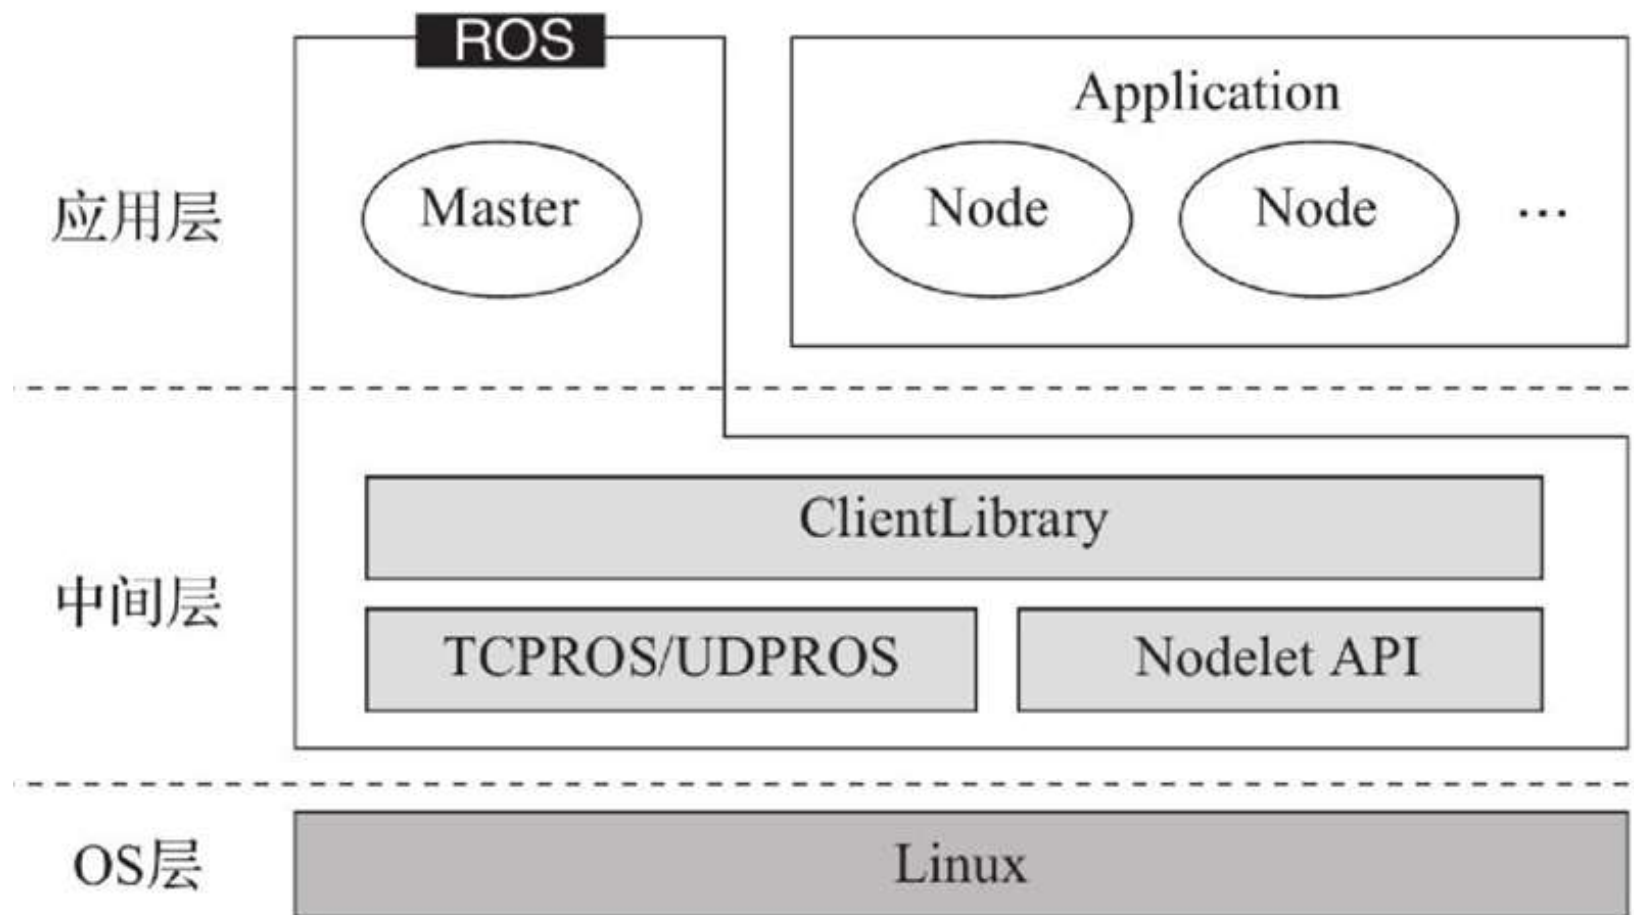 ROS
Application
应用层
Master
Node
Node
...
ClientLibrary
中间层
TCPROS/UDPROS
Nodelet API
OS层
Linux